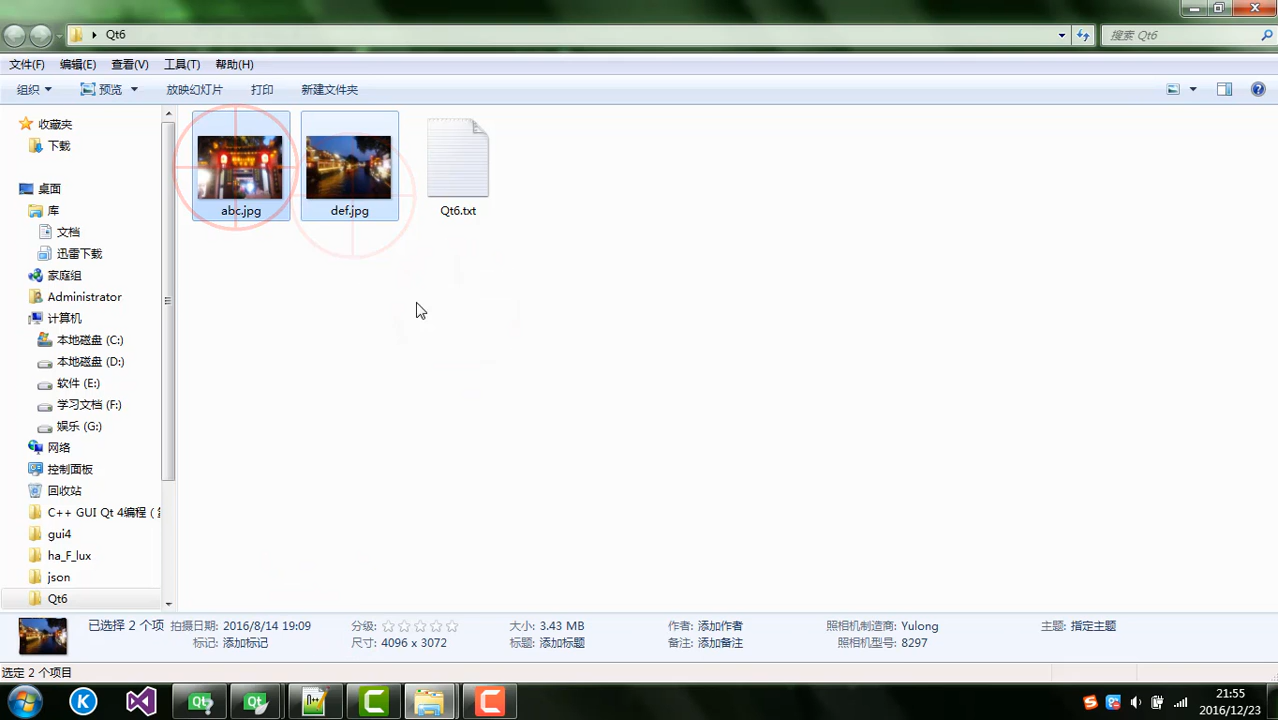 Qt6
搜索 Qt6
文件(F) 编辑(E) 查看(V) 工具(T) 帮助(H)
组织 预览 放映幻灯片 打印 新建文件夹
收藏夹
下载
桌面
库
文档
迅雷下载
家庭组
Administrator
计算机
本地磁盘 (C:)
本地磁盘 (D:)
软件 (E:)
学习文档 (F:)
娱乐 (G:)
网络
控制面板
回收站
C++ GUI Qt 4编程 (
gui4
ha_F_lux
json
Qt6
abc.jpg def.jpg Qt6.txt
已选择 2 个项 拍摄日期: 2016/8/14 19:09 分级: 大小: 3.43 MB 作者: 添加作者 照相机制造商: Yulong 主题: 指定主题
标记: 添加标记 尺寸: 4096 x 3072 标题: 添加标题 备注: 添加备注 照相机型号: 8297
选定 2 个项目
21:55
2016/12/23